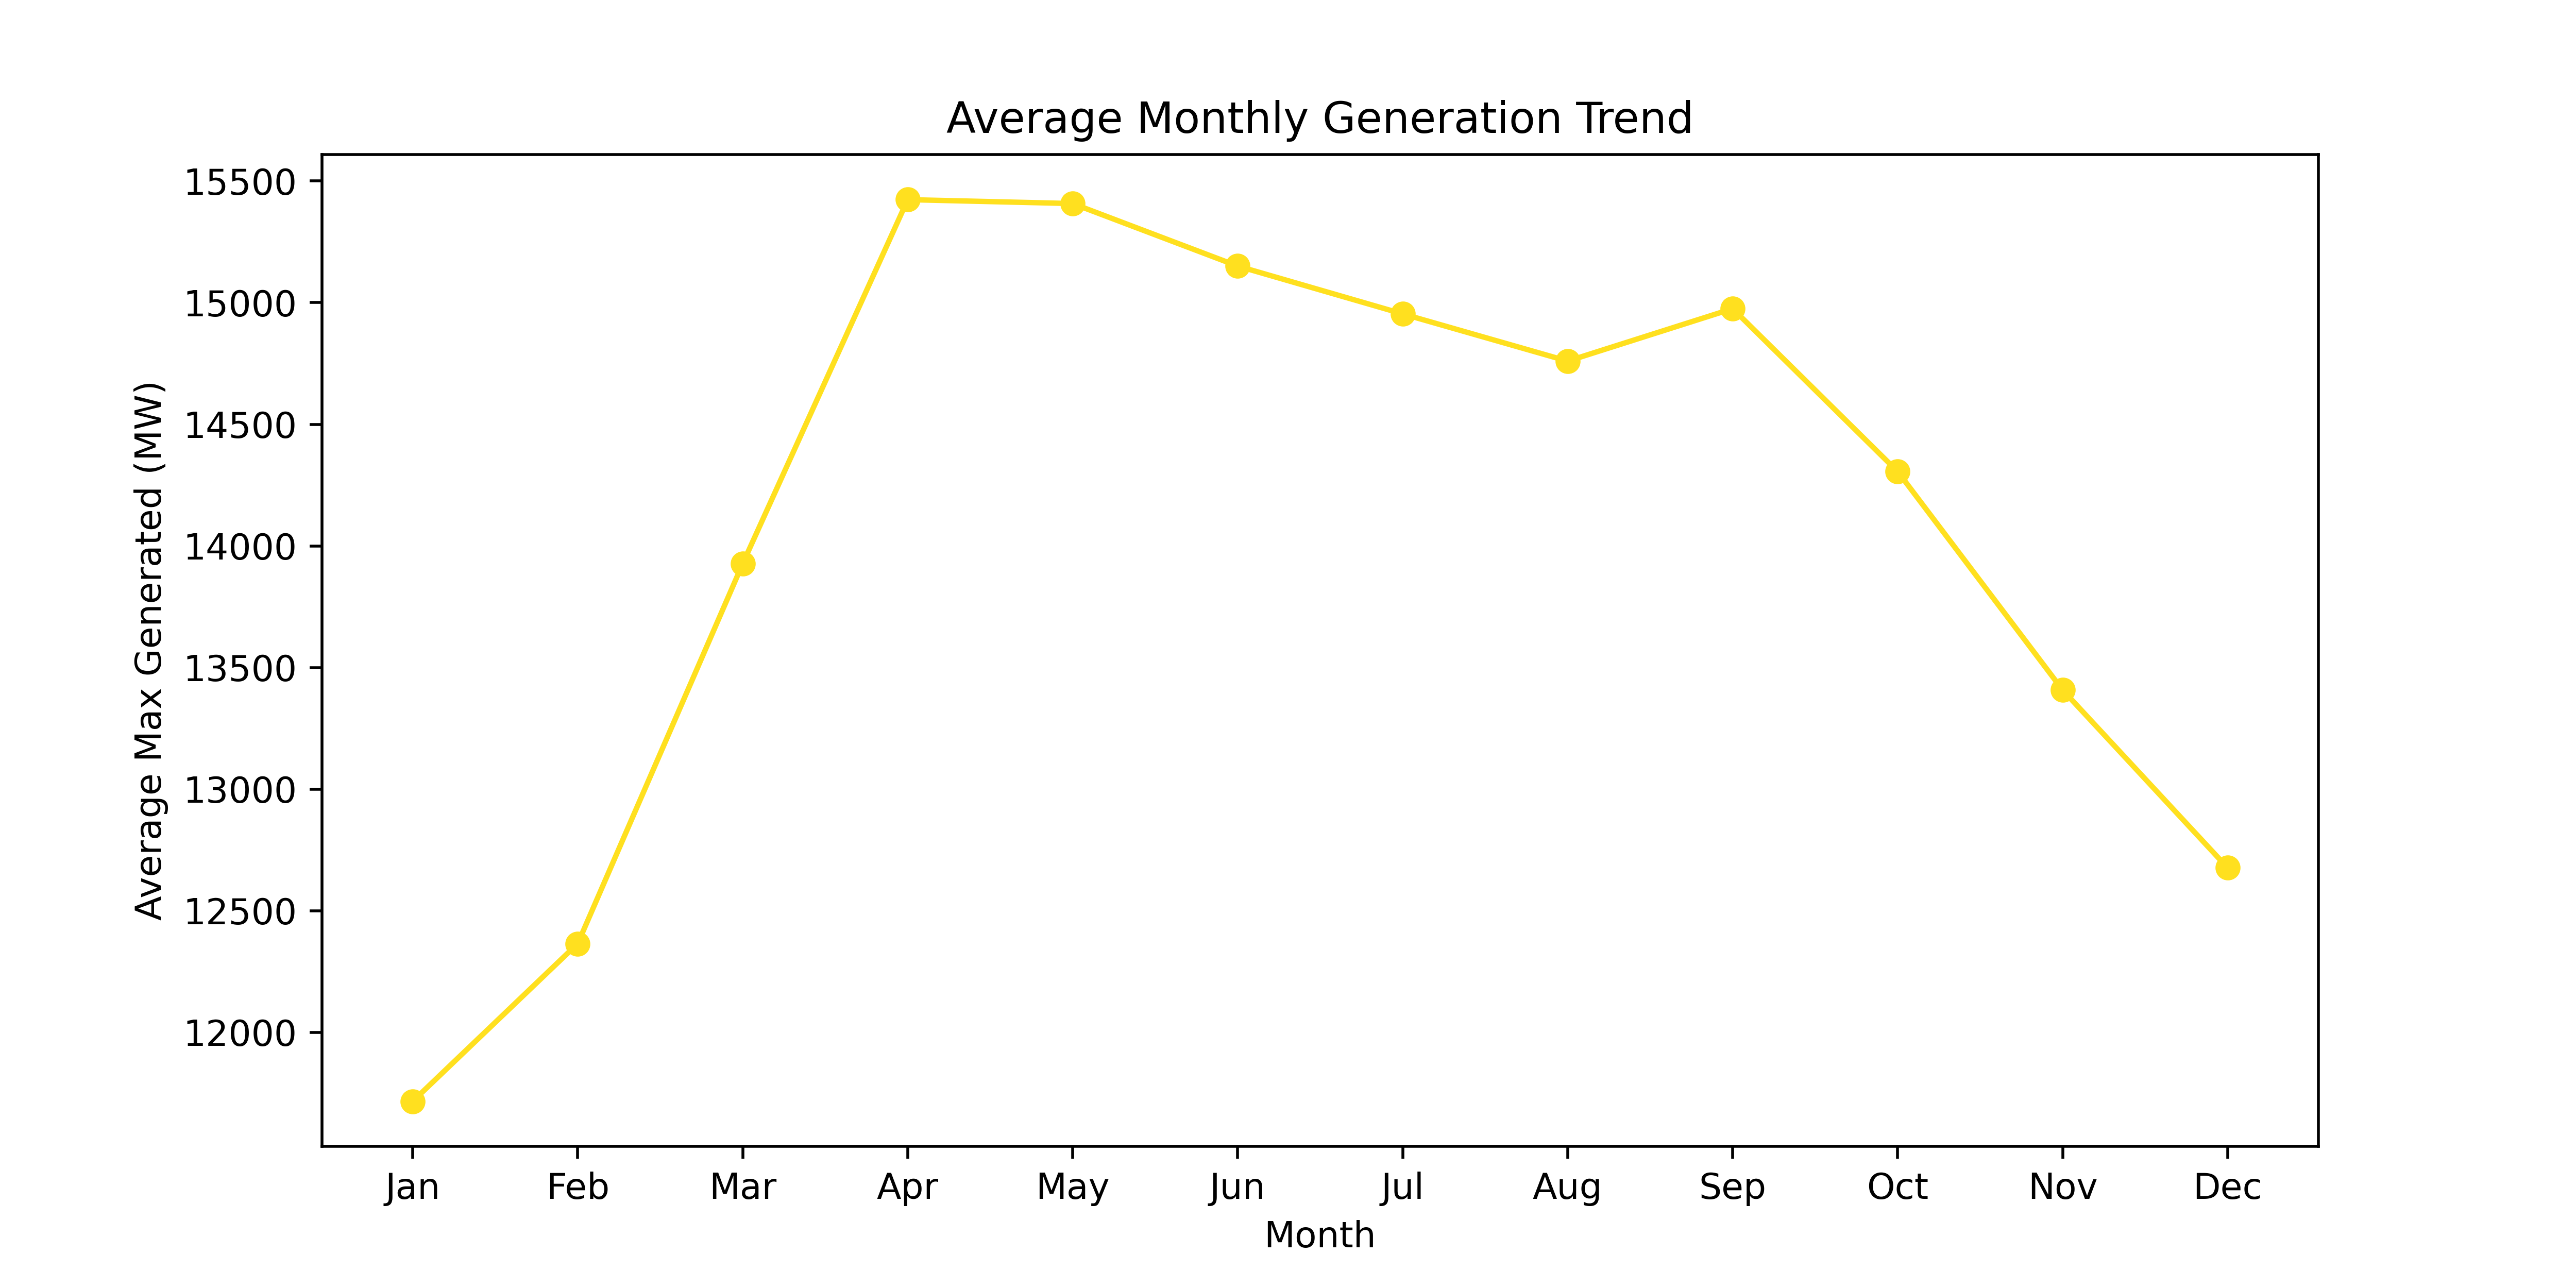 Average Monthly Generation Trend
Average Max Generated (MW)
15500
15000
14500
14000
13500
13000
12500
12000
Jan Feb Mar Apr May Jun Jul Aug Sep Oct Nov Dec
Month